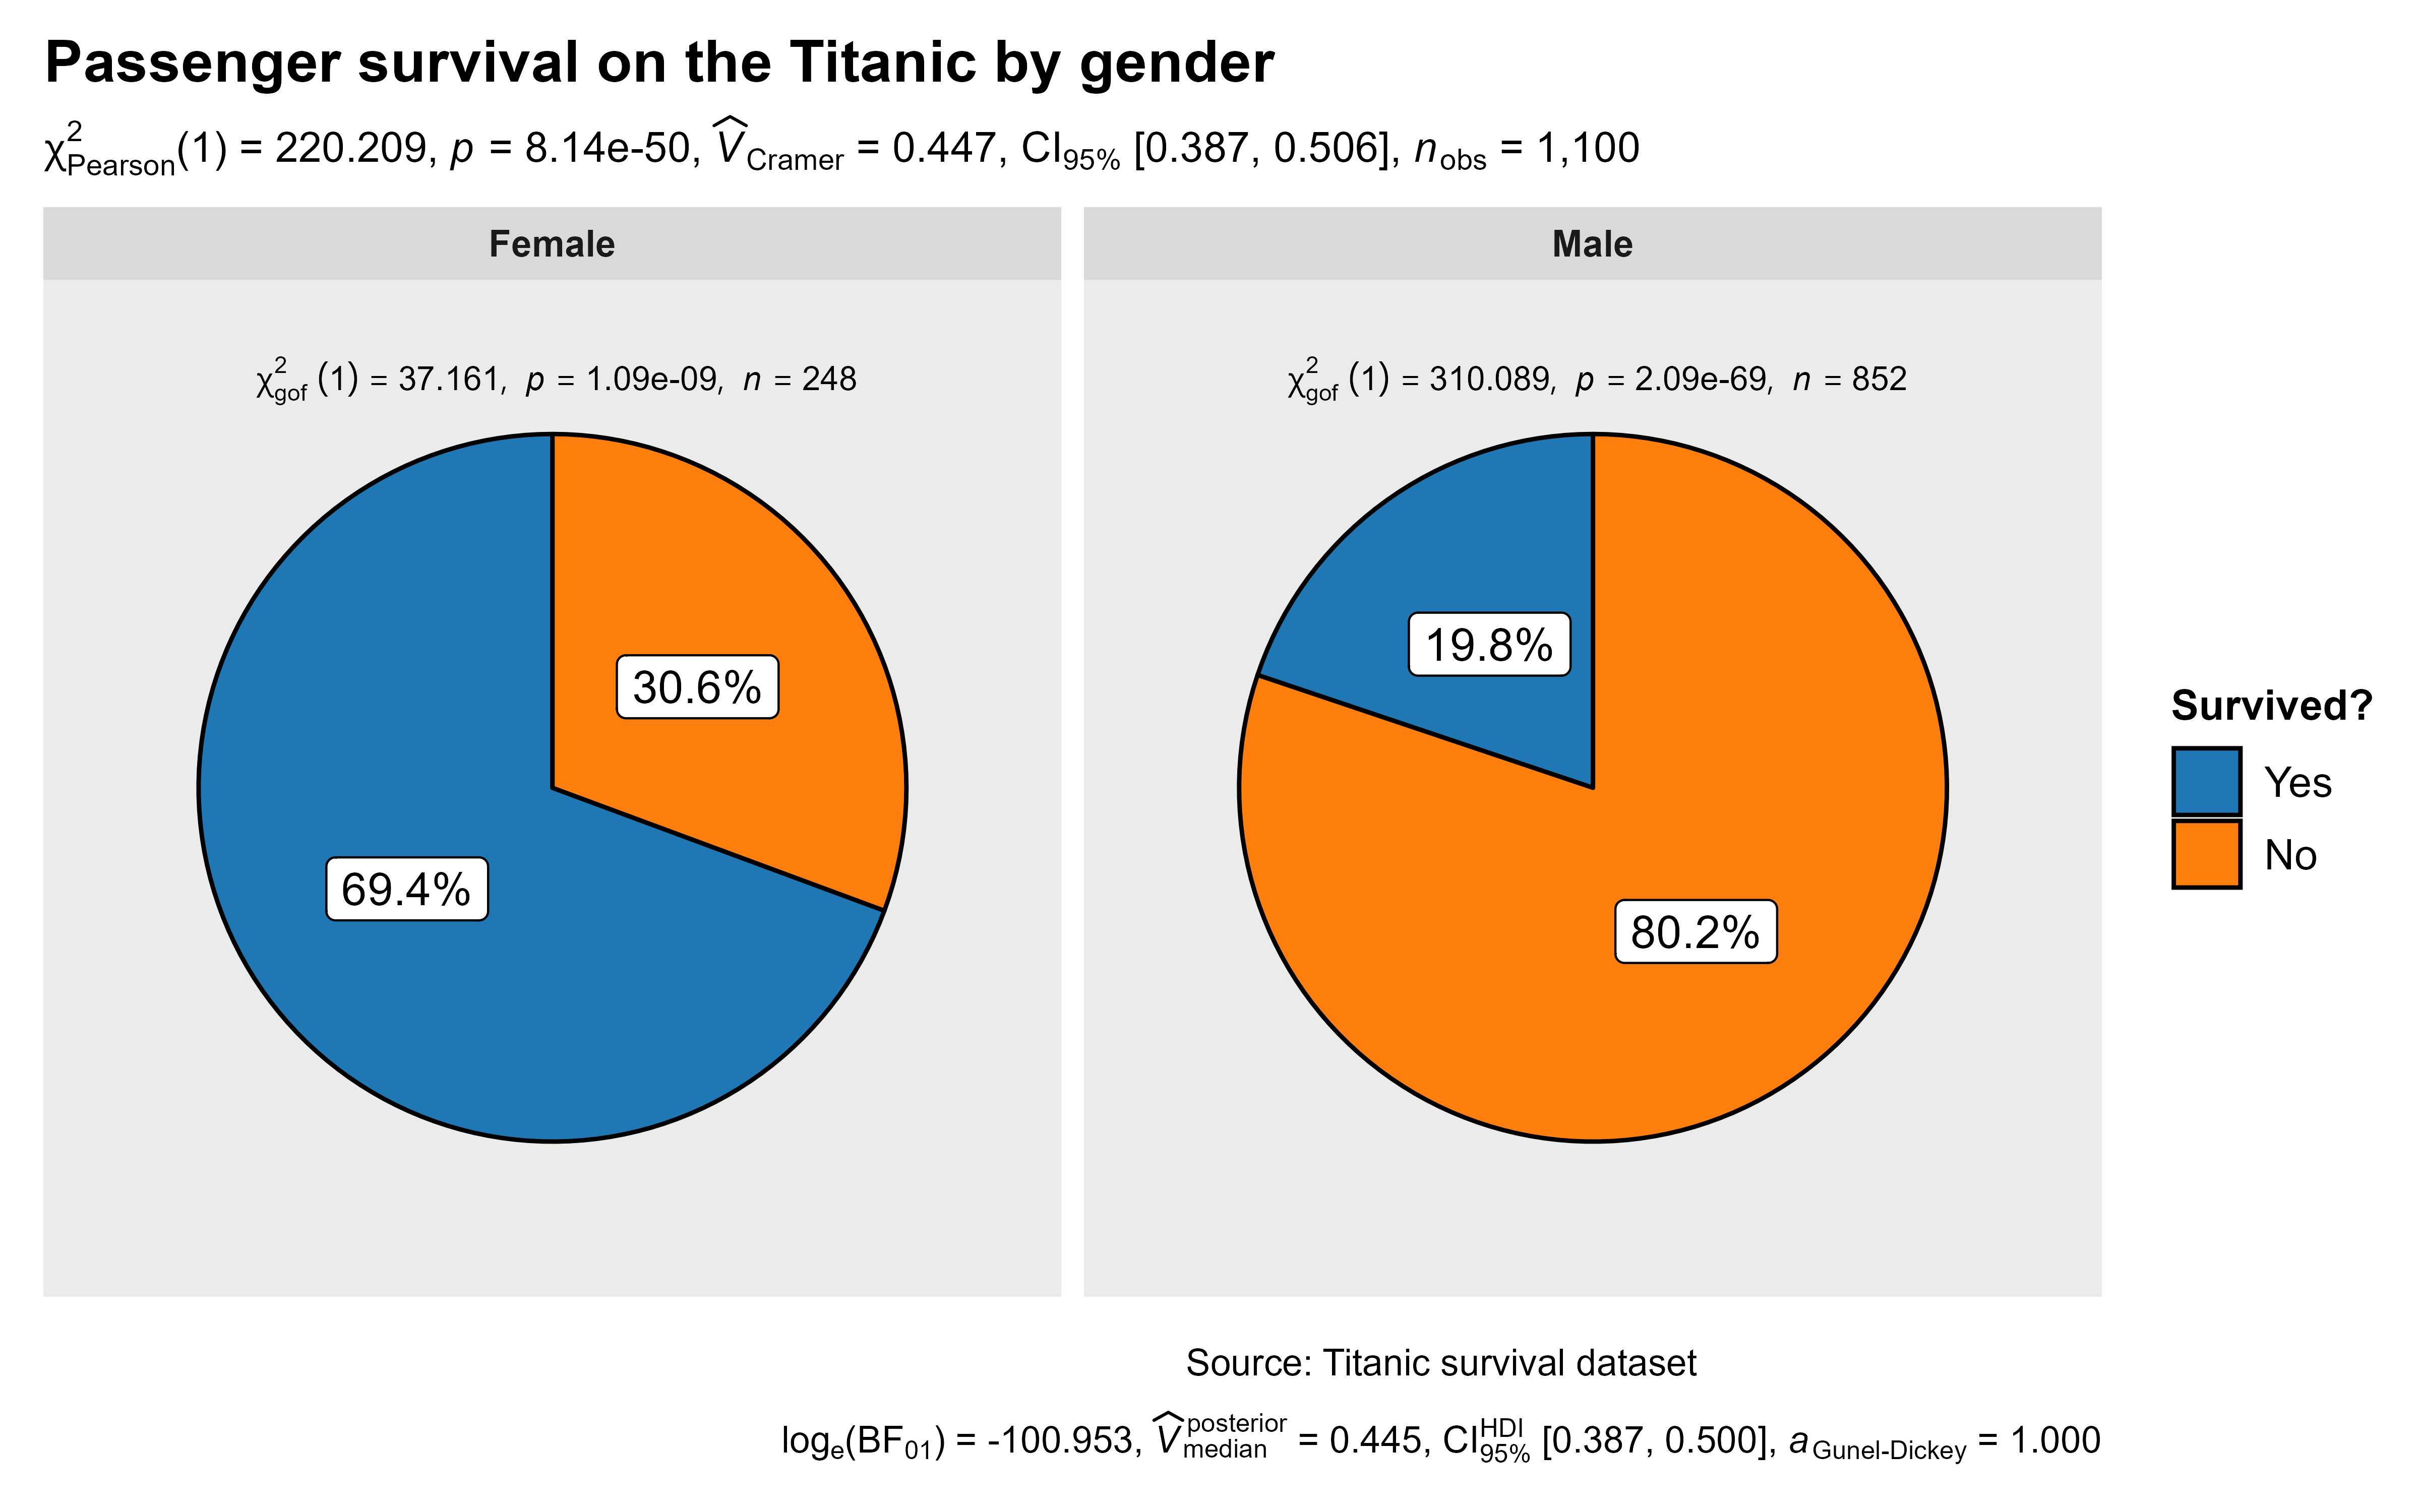 Passenger survival on the Titanic by gender
χ²Pearson(1) = 220.209, p = 8.14e-50, V̂Cramer = 0.447, CI95% [0.387, 0.506], nobs = 1,100
Female
Male
χ²gof (1) = 37.161, p = 1.09e-09, n = 248
χ²gof (1) = 310.089, p = 2.09e-69, n = 852
30.6%
69.4%
19.8%
80.2%
Survived?
Yes
No
Source: Titanic survival dataset
loge(BF01) = -100.953, V̂posterior median = 0.445, CI HDI 95% [0.387, 0.500], aGunel-Dickey = 1.000